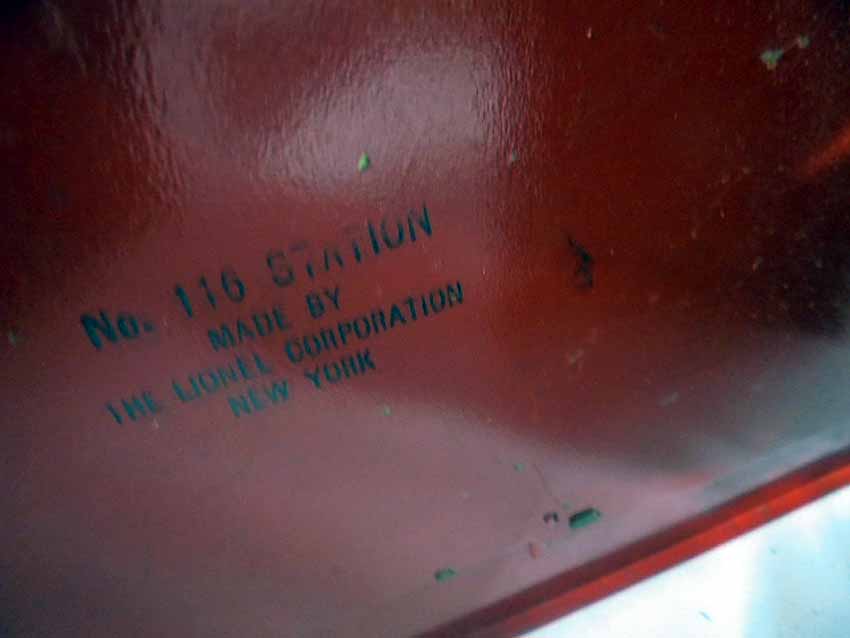 No. 116 STATION
MADE BY
THE LIONEL CORPORATION
NEW YORK